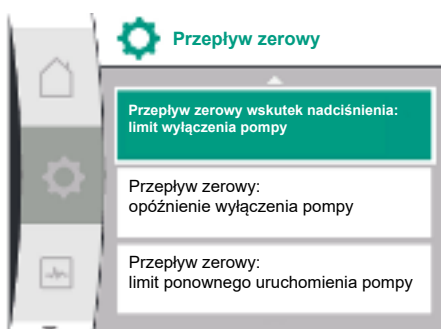 Przepływ zerowy
Przepływ zerowy wskutek nadciśnienia:
limit wyłączenia pompy
Przepływ zerowy:
opóźnienie wyłączenia pompy
Przepływ zerowy:
limit ponownego uruchomienia pompy